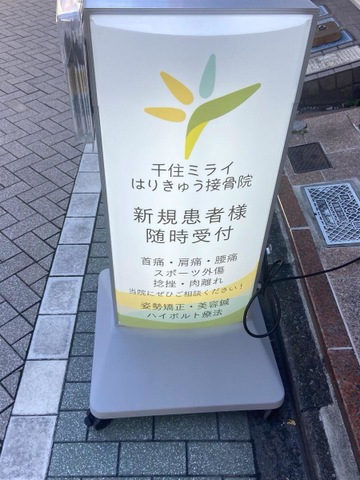 千住ミライ
はりきゅう接骨院
新規患者様
随時受付
首痛・肩痛・腰痛
スポーツ外傷
捻挫・肉離れ
当院にぜひご相談ください！
姿勢矯正・美容鍼
ハイボルト療法